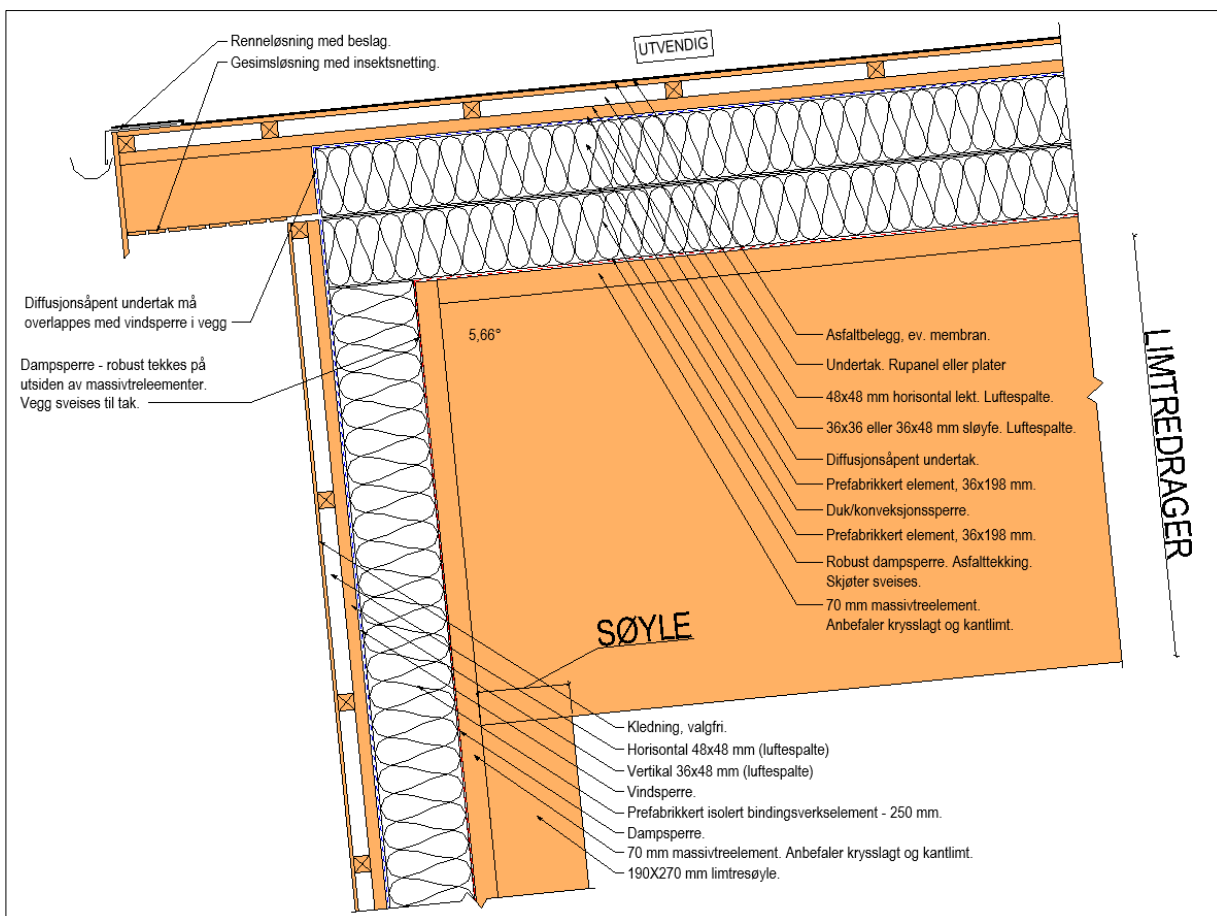 Renneløsning med beslag.
Gesimsløsning med insektsnetting.
UTVENDIG
Diffusjonsåpent undertak må
overlappes med vindsperre i vegg
Dampsperre - robust tekkes på
utsiden av massivtreleementer.
Vegg sveises til tak.
5,66°
Asfaltbelegg, ev. membran.
Undertak. Rupanel eller plater
48x48 mm horisontal lekt. Luftespalte.
36x36 eller 36x48 mm sløyfe. Luftespalte.
Diffusjonsåpent undertak.
Prefabrikkert element, 36x198 mm.
Duk/konveksjonssperre.
Prefabrikkert element, 36x198 mm.
Robust dampsperre. Asfalttekking.
Skjøter sveises.
70 mm massivtreelement.
Anbefaler krysslagt og kantlimt.
LIMTREDRAGER
SØYLE
Kledning, valgfri.
Horisontal 48x48 mm (luftespalte)
Vertikal 36x48 mm (luftespalte)
Vindsperre.
Prefabrikkert isolert bindingsverkselement - 250 mm.
Dampsperre.
70 mm massivtreelement. Anbefaler krysslagt og kantlimt.
190X270 mm limtresøyle.